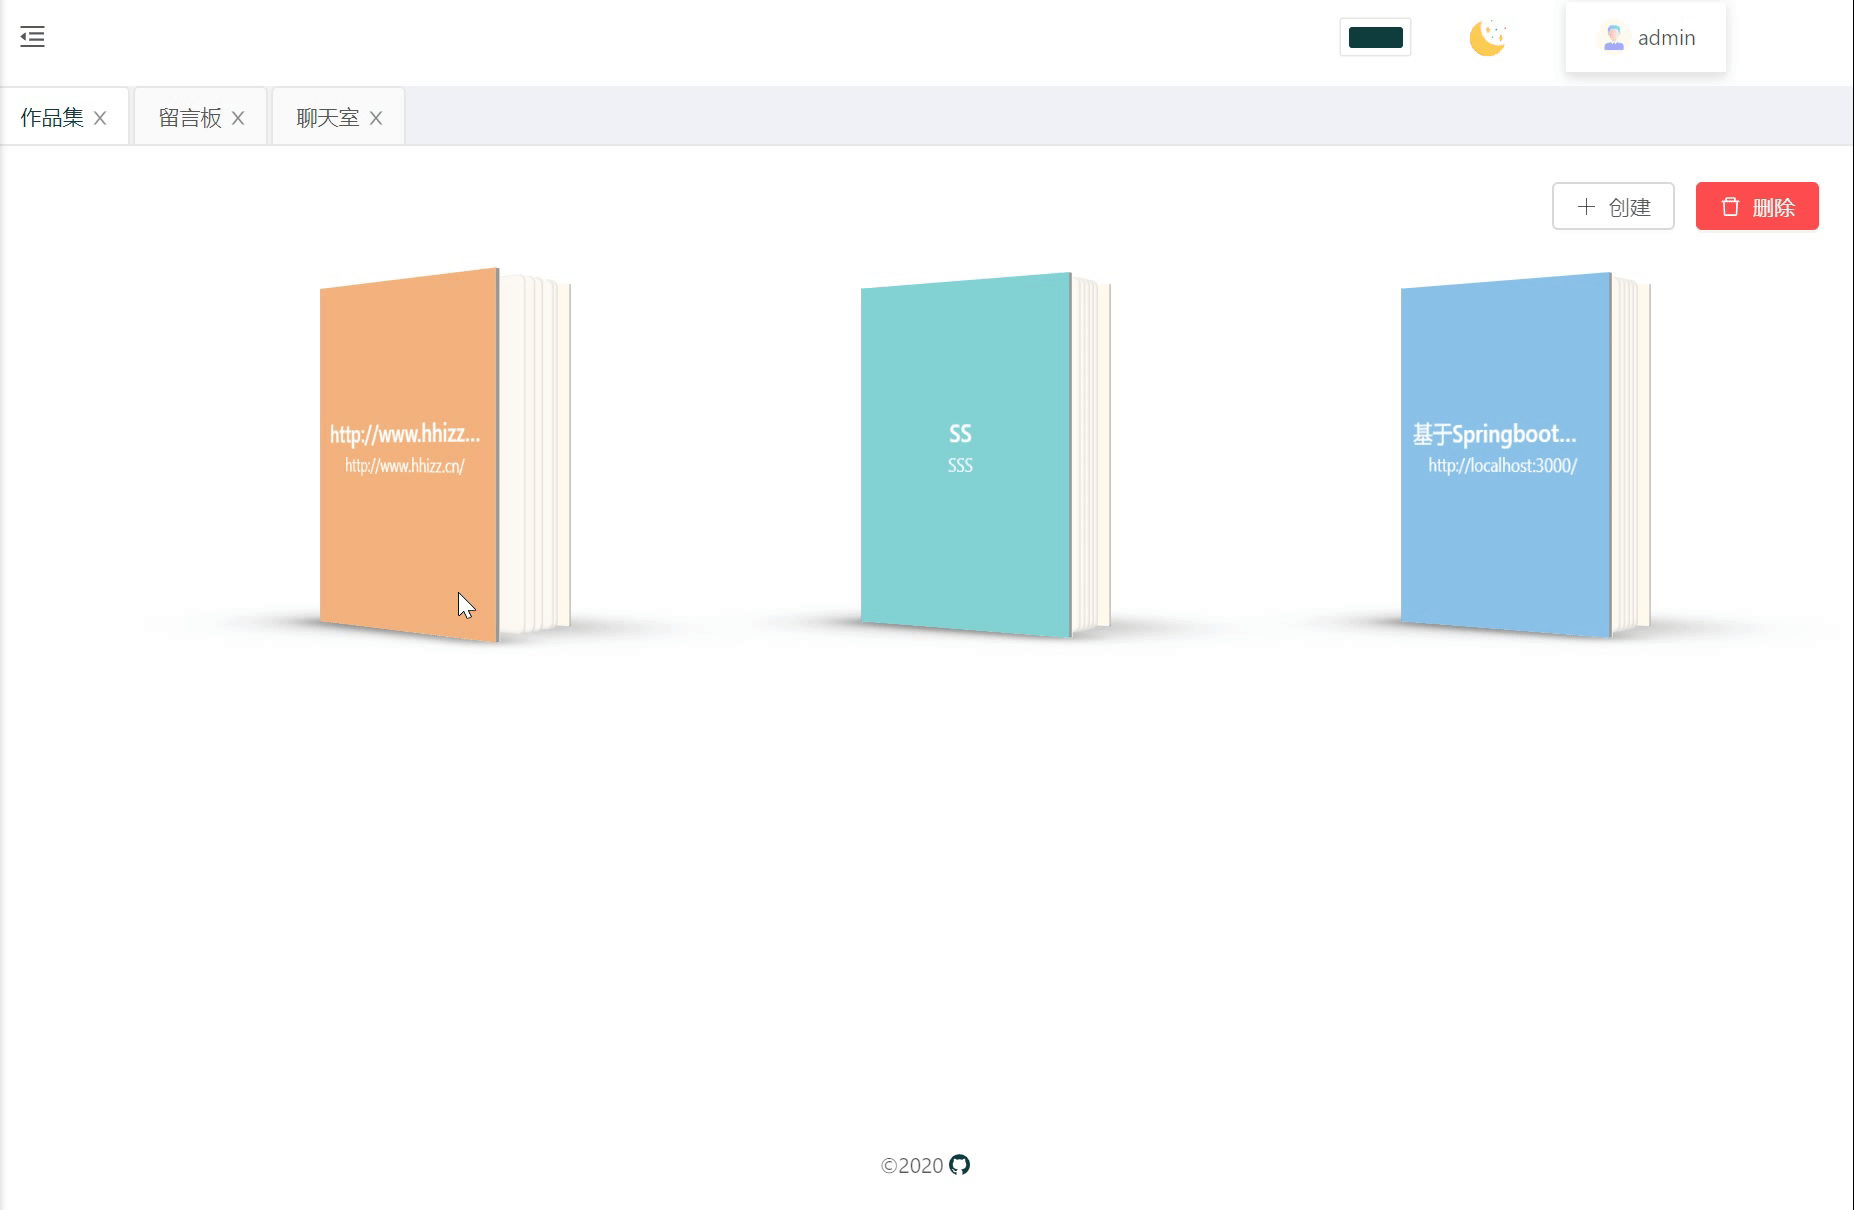 admin
作品集 X
留言板 X
聊天室 X
+ 创建
删除
http://www.hhizz...
http://www.hhizz.cn/
SS
SSS
基于Springboot...
http://localhost:3000/
©2020